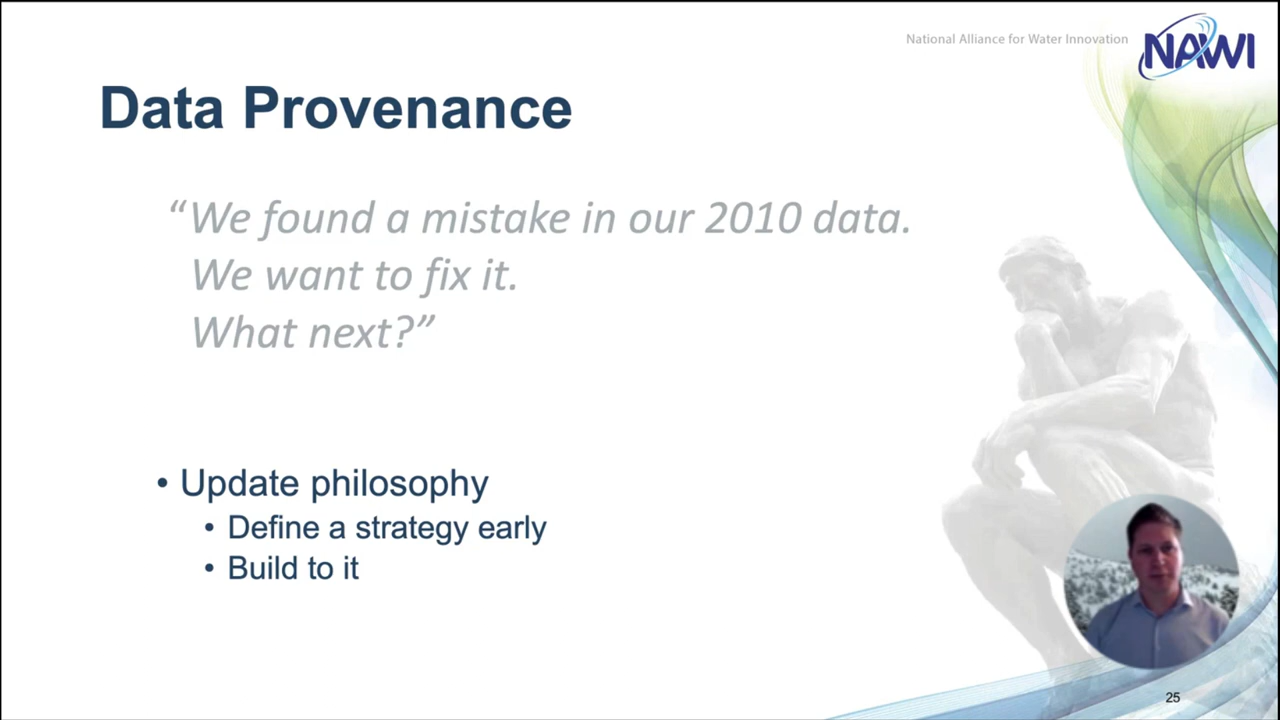 National Alliance for Water Innovation
NAWI
Data Provenance
“We found a mistake in our 2010 data.
We want to fix it.
What next?”
• Update philosophy
• Define a strategy early
• Build to it
25